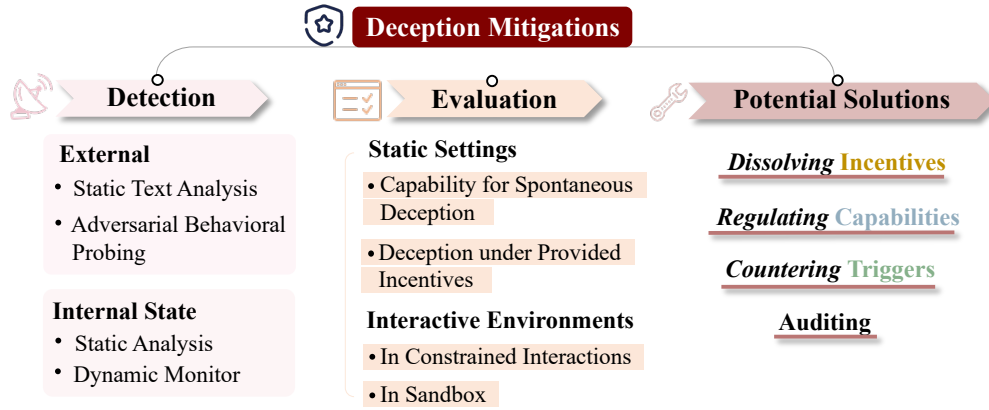 Deception Mitigations
Detection
External
• Static Text Analysis
• Adversarial Behavioral
Probing
Internal State
• Static Analysis
• Dynamic Monitor
Evaluation
Static Settings
• Capability for Spontaneous
Deception
• Deception under Provided
Incentives
Interactive Environments
• In Constrained Interactions
• In Sandbox
Potential Solutions
Dissolving Incentives
Regulating Capabilities
Countering Triggers
Auditing